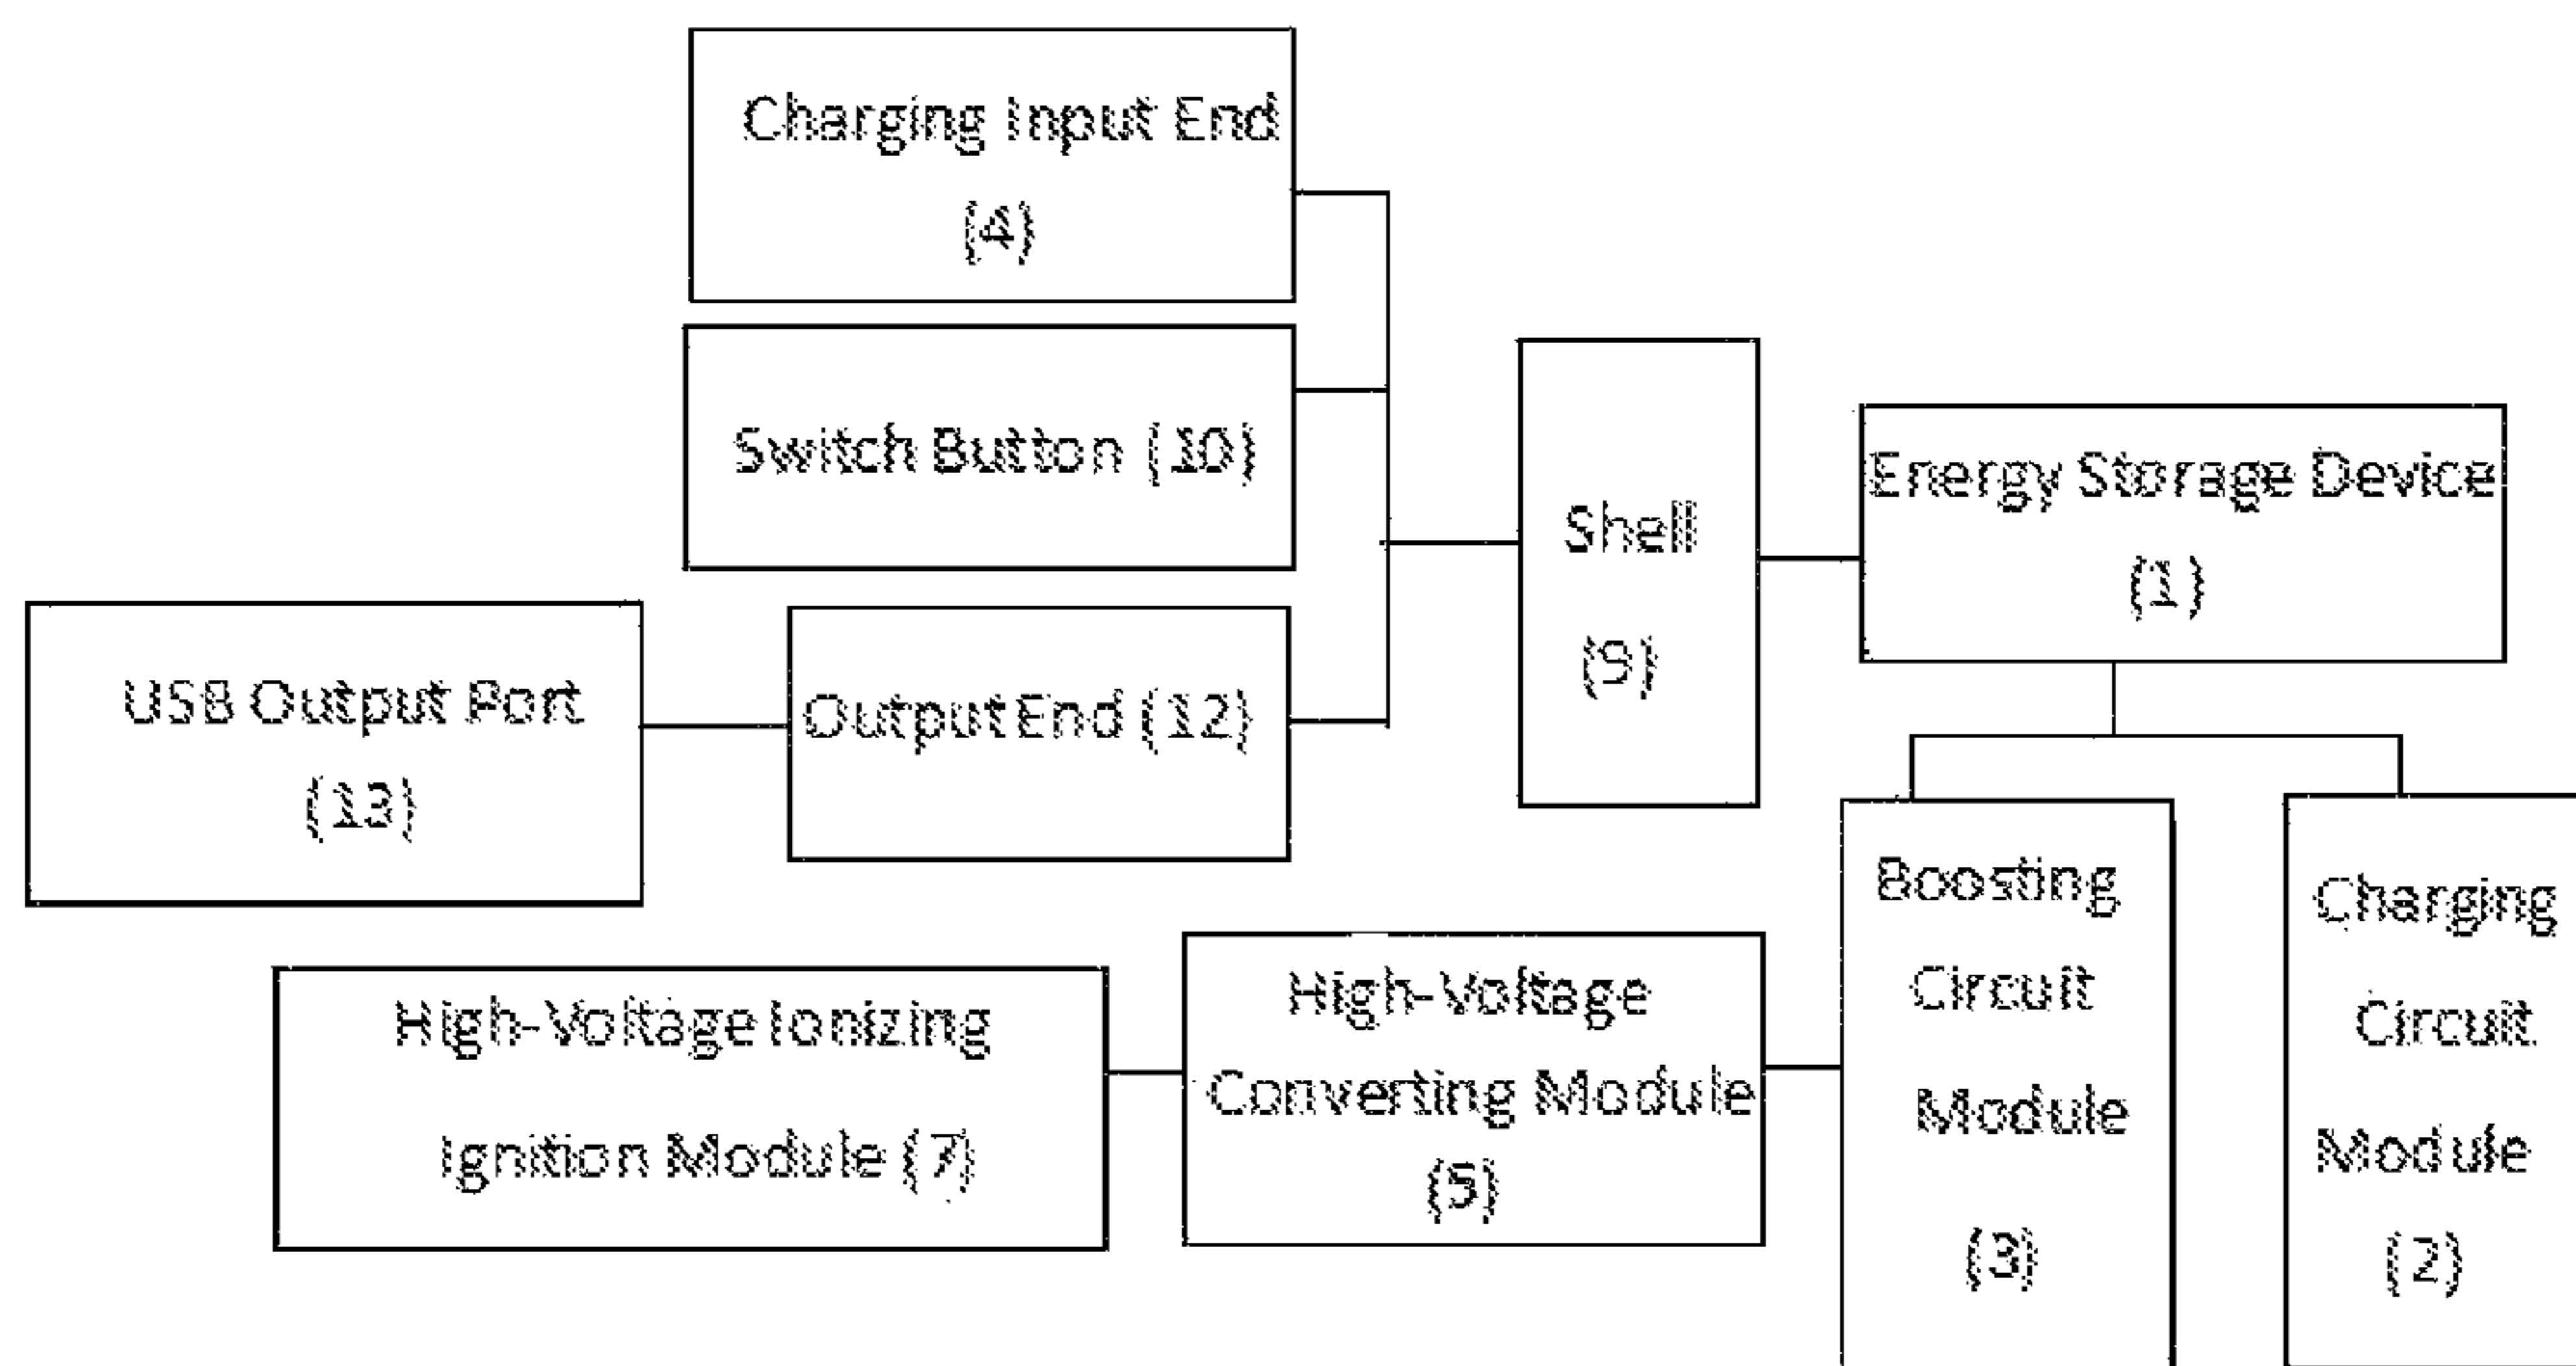 Charging Input End
(4)
Switch Button (10)
Shell
(9)
Energy Storage Device
(1)
USB Output Port
(13)
Output End (12)
High-Voltage Ionizing
Ignition Module (7)
High-Voltage
Converting Module
(5)
Boosting
Circuit
Module
(3)
Charging
Circuit
Module
(2)